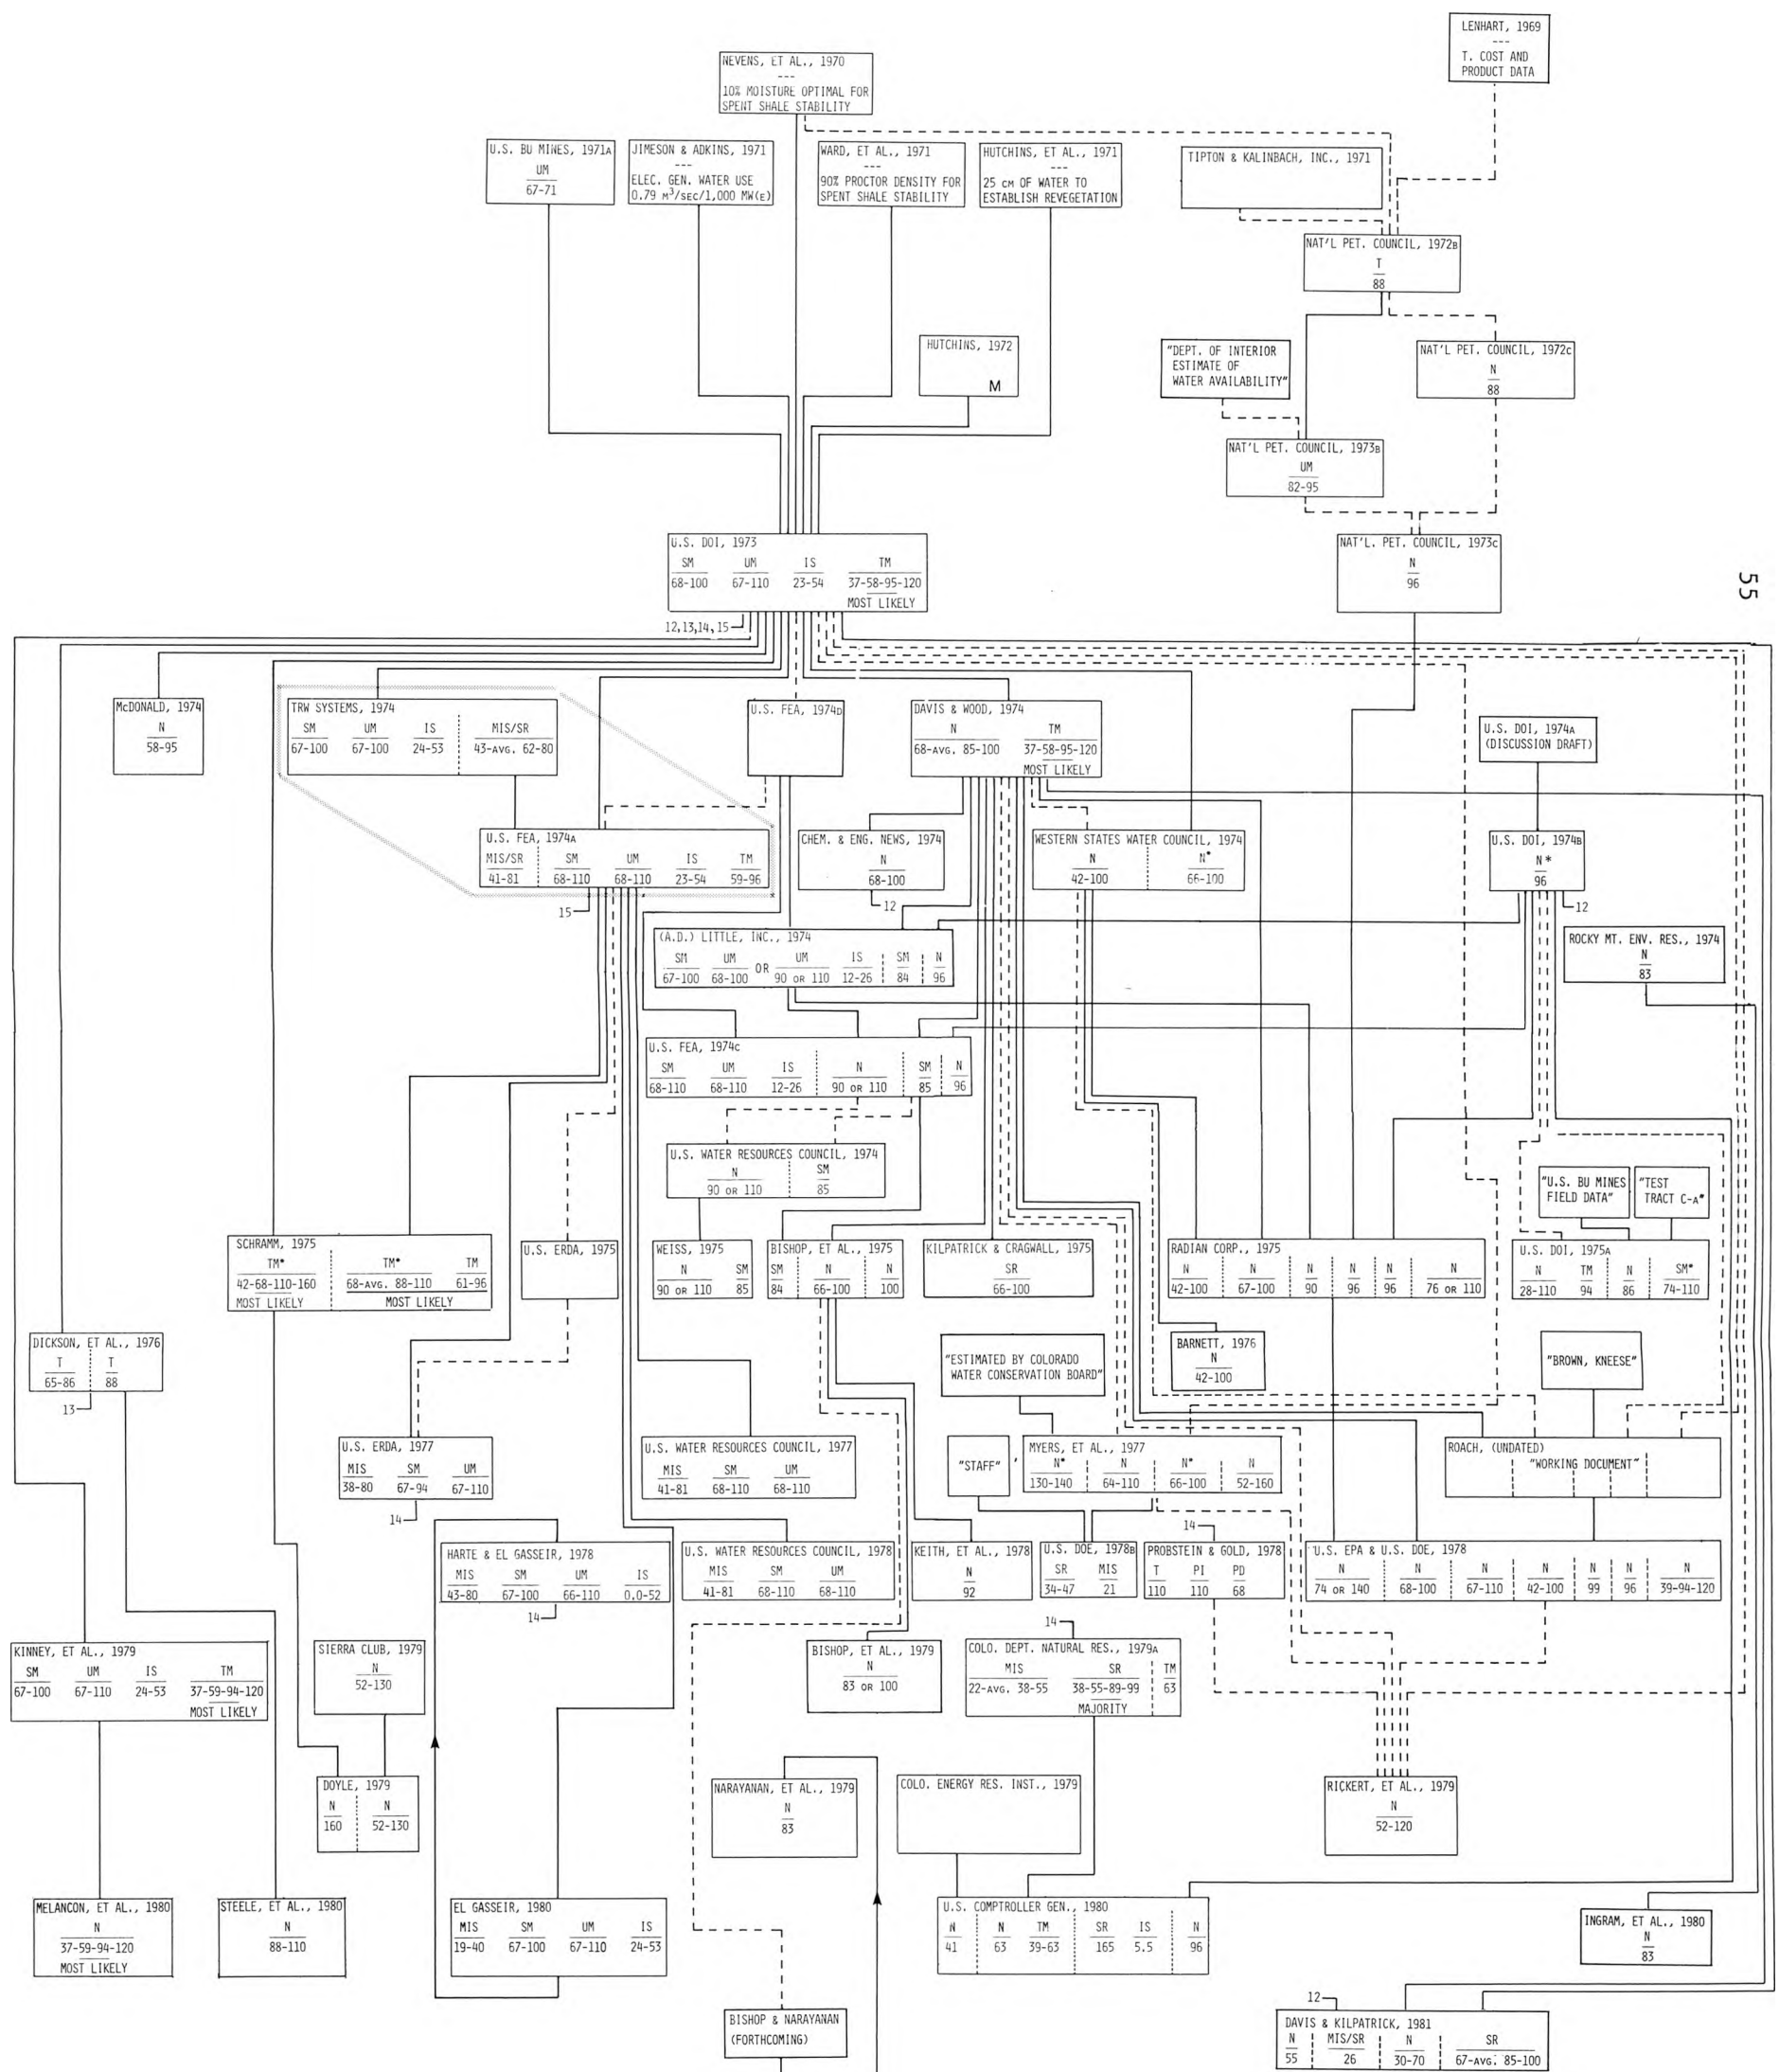 LENHART, 1969
---
T. COST AND
PRODUCT DATA
NEVENS, ET AL., 1970
---
10% MOISTURE OPTIMAL FOR
SPENT SHALE STABILITY
U.S. BU MINES, 1971A
UM
67-71
JIMESON & ADKINS, 1971
---
ELEC. GEN. WATER USE
0.79 M³/SEC/1,000 MW(E)
WARD, ET AL., 1971
---
90% PROCTOR DENSITY FOR
SPENT SHALE STABILITY
HUTCHINS, ET AL., 1971
---
25 CM OF WATER TO
ESTABLISH REVEGETATION
TIPTON & KALINBACH, INC., 1971
NAT'L PET. COUNCIL, 1972B
T
88
HUTCHINS, 1972
M
"DEPT. OF INTERIOR
ESTIMATE OF
WATER AVAILABILITY"
NAT'L PET. COUNCIL, 1972C
N
88
NAT'L PET. COUNCIL, 1973B
UM
82-95
U.S. DOI, 1973
SM UM IS TM
68-100 67-110 23-54 37-58-95-120
MOST LIKELY
NAT'L. PET. COUNCIL, 1973C
N
96
55
12,13,14,15
McDONALD, 1974
N
58-95
TRW SYSTEMS, 1974
SM UM IS MIS/SR
67-100 67-100 24-53 43-AVG. 62-80
U.S. FEA, 1974D
DAVIS & WOOD, 1974
N TM
68-AVG. 85-100 37-58-95-120
MOST LIKELY
U.S. DOI, 1974A
(DISCUSSION DRAFT)
U.S. FEA, 1974A
MIS/SR SM UM IS TM
41-81 68-110 68-110 23-54 59-96
15
CHEM. & ENG. NEWS, 1974
N
68-100
12
WESTERN STATES WATER COUNCIL, 1974
N N*
42-100 66-100
U.S. DOI, 1974B
N*
96
12
(A.D.) LITTLE, INC., 1974
SM UM OR UM IS SM N
67-100 68-100 90 OR 110 12-26 84 96
ROCKY MT. ENV. RES., 1974
N
83
U.S. FEA, 1974C
SM UM IS N SM N
68-110 68-110 12-26 90 OR 110 85 96
U.S. WATER RESOURCES COUNCIL, 1974
N SM
90 OR 110 85
"U.S. BU MINES
FIELD DATA"
"TEST
TRACT C-A"
SCHRAMM, 1975
TM* TM* TM
42-68-110-160 68-AVG. 88-110 61-96
MOST LIKELY MOST LIKELY
U.S. ERDA, 1975
WEISS, 1975
N SM
90 OR 110 85
BISHOP, ET AL., 1975
SM N N
84 66-100 100
KILPATRICK & CRAGWALL, 1975
SR
66-100
RADIAN CORP., 1975
N N N N N N
42-100 67-100 90 96 96 76 OR 110
U.S. DOI, 1975A
N TM N SM*
28-110 94 86 74-110
DICKSON, ET AL., 1976
T T
65-86 88
13
"ESTIMATED BY COLORADO
WATER CONSERVATION BOARD"
BARNETT, 1976
N
42-100
"BROWN, KNEESE"
U.S. ERDA, 1977
MIS SM UM
38-80 67-94 67-110
14
U.S. WATER RESOURCES COUNCIL, 1977
MIS SM UM
41-81 68-110 68-110
"STAFF"
MYERS, ET AL., 1977
N* N N* N
130-140 64-110 66-100 52-160
ROACH, (UNDATED)
"WORKING DOCUMENT"
HARTE & EL GASSEIR, 1978
MIS SM UM IS
43-80 67-100 66-110 0.0-52
14
U.S. WATER RESOURCES COUNCIL, 1978
MIS SM UM
41-81 68-110 68-110
KEITH, ET AL., 1978
N
92
U.S. DOE, 1978B
SR MIS
34-47 21
14
PROBSTEIN & GOLD, 1978
T PI PD
110 110 68
U.S. EPA & U.S. DOE, 1978
N N N N N N N
74 OR 140 68-100 67-110 42-100 99 96 39-94-120
KINNEY, ET AL., 1979
SM UM IS TM
67-100 67-110 24-53 37-59-94-120
MOST LIKELY
SIERRA CLUB, 1979
N
52-130
BISHOP, ET AL., 1979
N
83 OR 100
14
COLO. DEPT. NATURAL RES., 1979A
MIS SR TM
22-AVG. 38-55 38-55-89-99 63
MAJORITY
DOYLE, 1979
N N
160 52-130
NARAYANAN, ET AL., 1979
N
83
COLO. ENERGY RES. INST., 1979
RICKERT, ET AL., 1979
N
52-120
MELANCON, ET AL., 1980
N
37-59-94-120
MOST LIKELY
STEELE, ET AL., 1980
N
88-110
EL GASSEIR, 1980
MIS SM UM IS
19-40 67-100 67-110 24-53
U.S. COMPTROLLER GEN., 1980
N N TM SR IS N
41 63 39-63 165 5.5 96
INGRAM, ET AL., 1980
N
83
BISHOP & NARAYANAN
(FORTHCOMING)
12
DAVIS & KILPATRICK, 1981
N MIS/SR N SR
55 26 30-70 67-AVG. 85-100